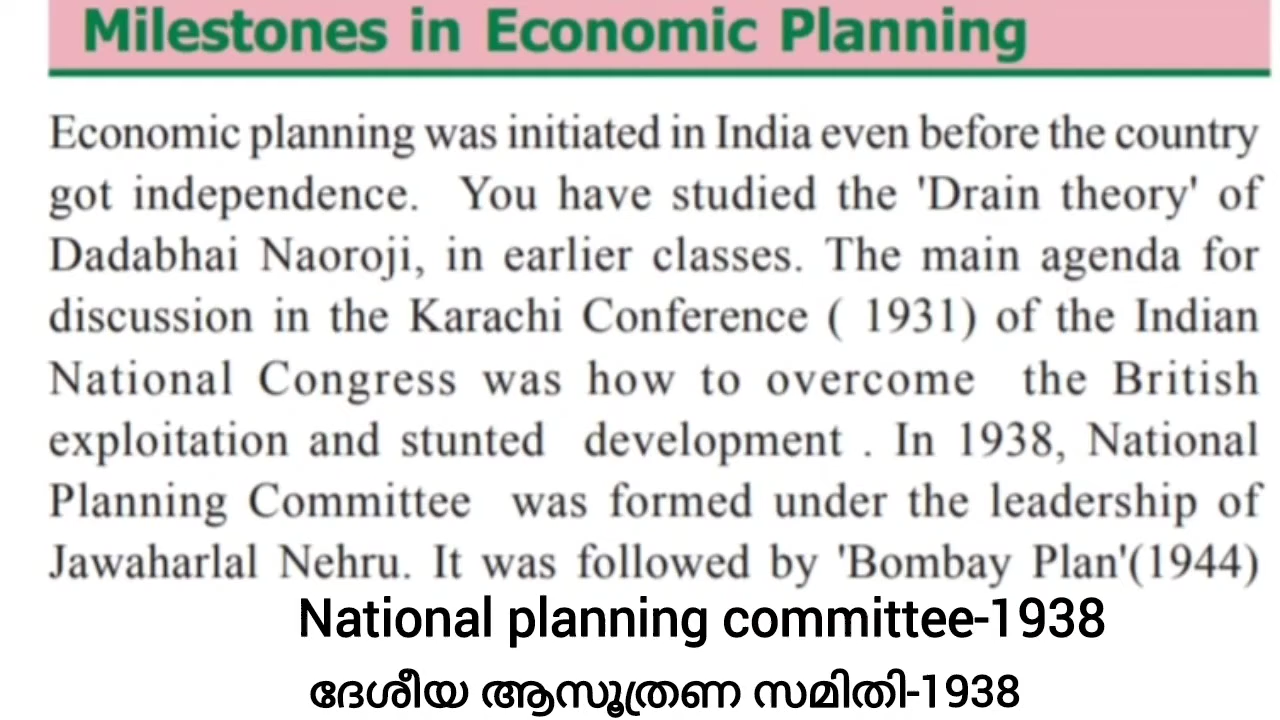 Milestones in Economic Planning
Economic planning was initiated in India even before the country
got independence. You have studied the 'Drain theory' of
Dadabhai Naoroji, in earlier classes. The main agenda for
discussion in the Karachi Conference ( 1931) of the Indian
National Congress was how to overcome the British
exploitation and stunted development . In 1938, National
Planning Committee was formed under the leadership of
Jawaharlal Nehru. It was followed by 'Bombay Plan'(1944)
National planning committee-1938
ദേശീയ ആസൂത്രണ സമിതി-1938